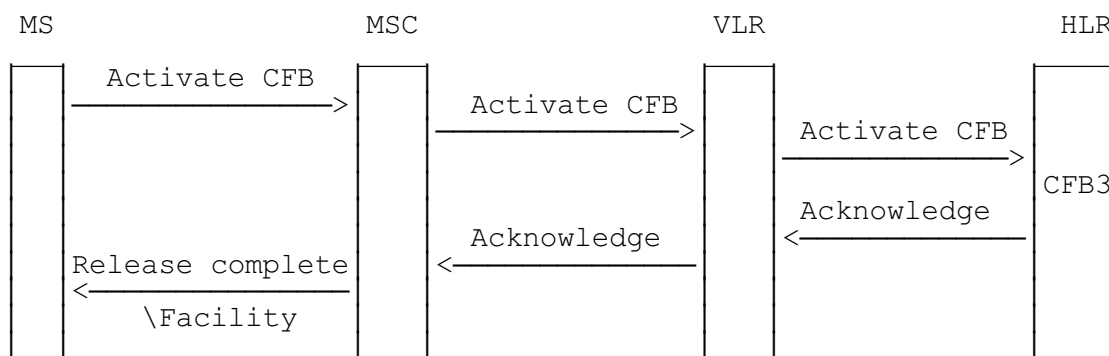 MS MSC VLR HLR
Activate CFB
Activate CFB
Activate CFB
CFB3
Acknowledge
Acknowledge
Release complete
\Facility